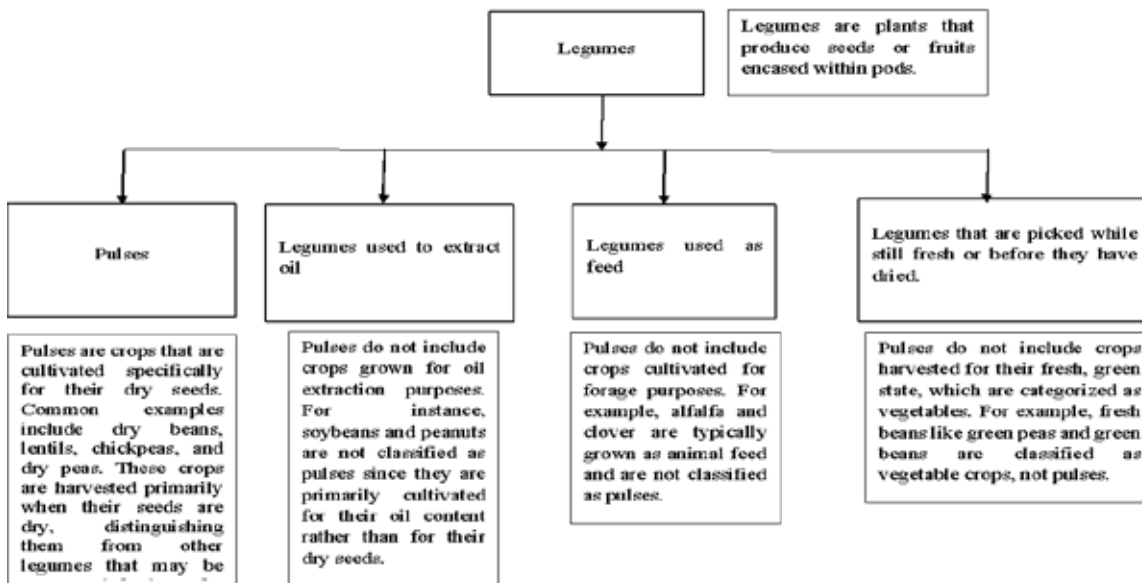 Legumes
Legumes are plants that
produce seeds or fruits
encased within pods.
Pulses
Legumes used to extract
oil
Legumes used as
feed
Legumes that are picked while
still fresh or before they have
dried.
Pulses are crops that are
cultivated specifically
for their dry seeds.
Common examples
include dry beans,
lentils, chickpeas, and
dry peas. These crops
are harvested primarily
when their seeds are
dry, distinguishing
them from other
legumes that may be
Pulses do not include
crops grown for oil
extraction purposes.
For instance,
soybeans and peanuts
are not classified as
pulses since they are
primarily cultivated
for their oil content
rather than for their
dry seeds.
Pulses do not include
crops cultivated for
forage purposes. For
example, alfalfa and
clover are typically
grown as animal feed
and are not classified
as pulses.
Pulses do not include crops
harvested for their fresh, green
state, which are categorized as
vegetables. For example, fresh
beans like green peas and green
beans are classified as
vegetable crops, not pulses.